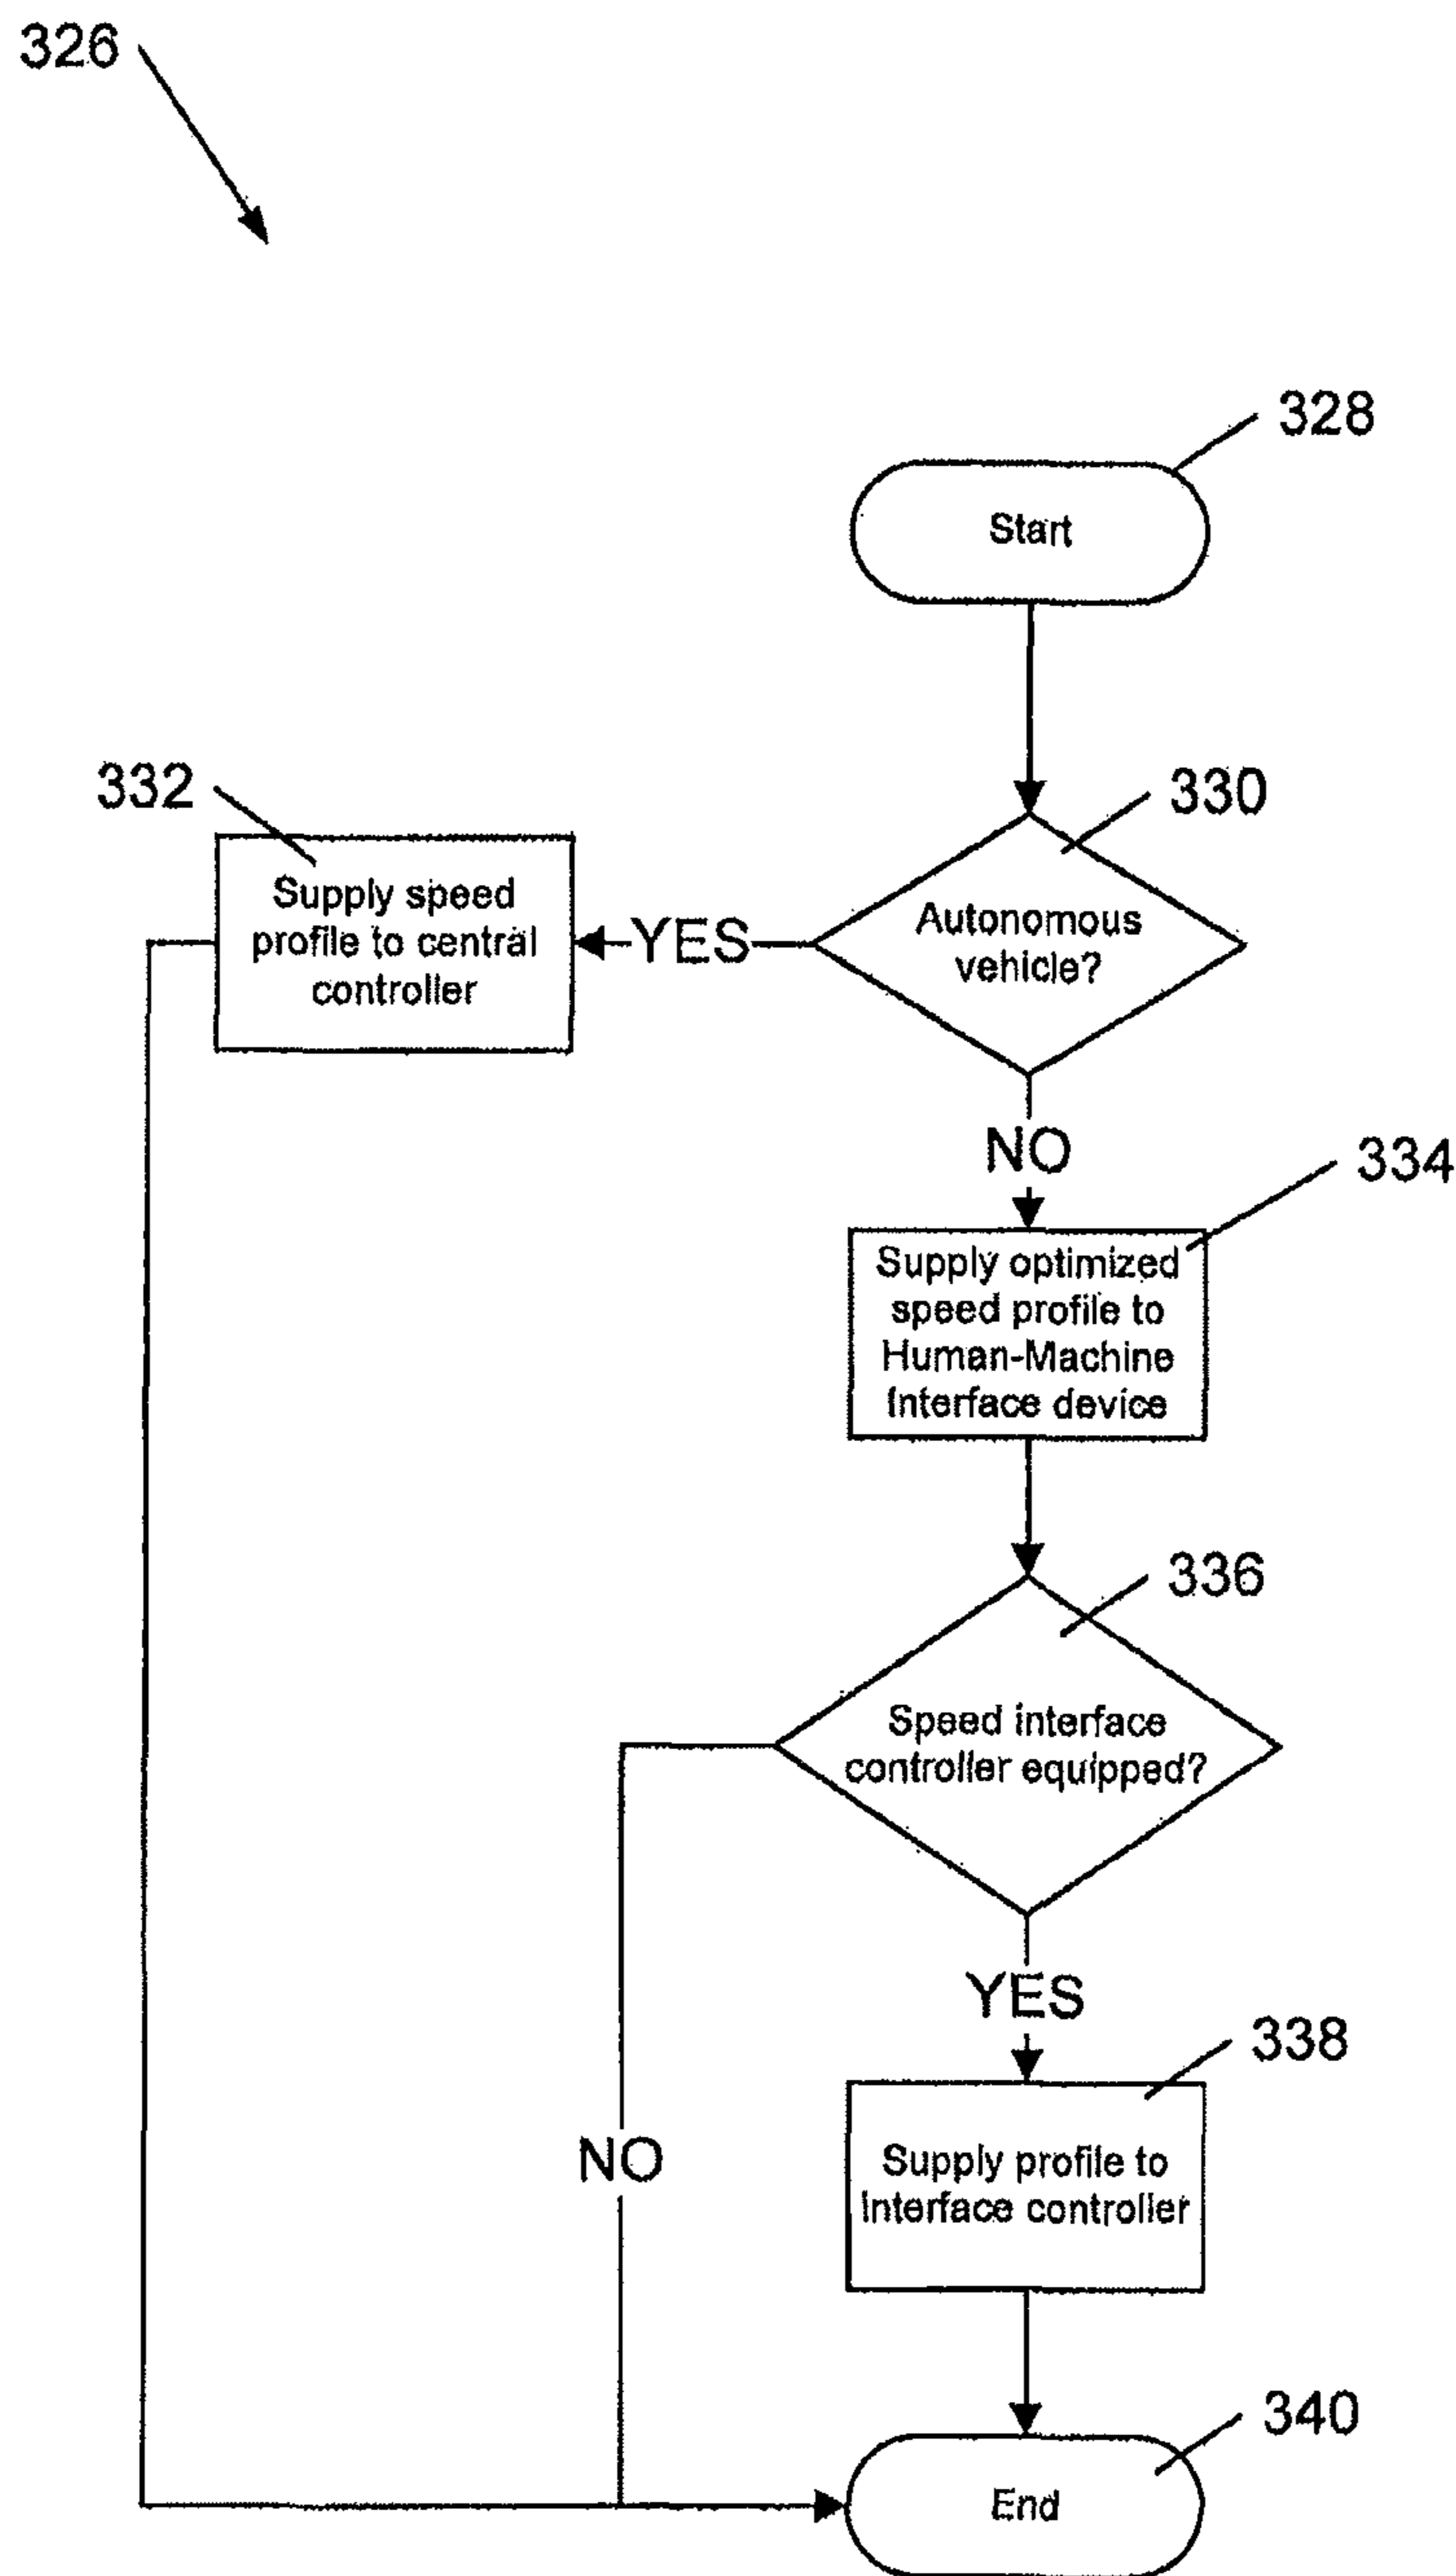 326
328
Start
330
332
Autonomous
vehicle?
YES
Supply speed
profile to central
controller
NO
334
Supply optimized
speed profile to
Human-Machine
Interface device
336
Speed interface
controller equipped?
YES
338
NO
Supply profile to
Interface controller
340
End